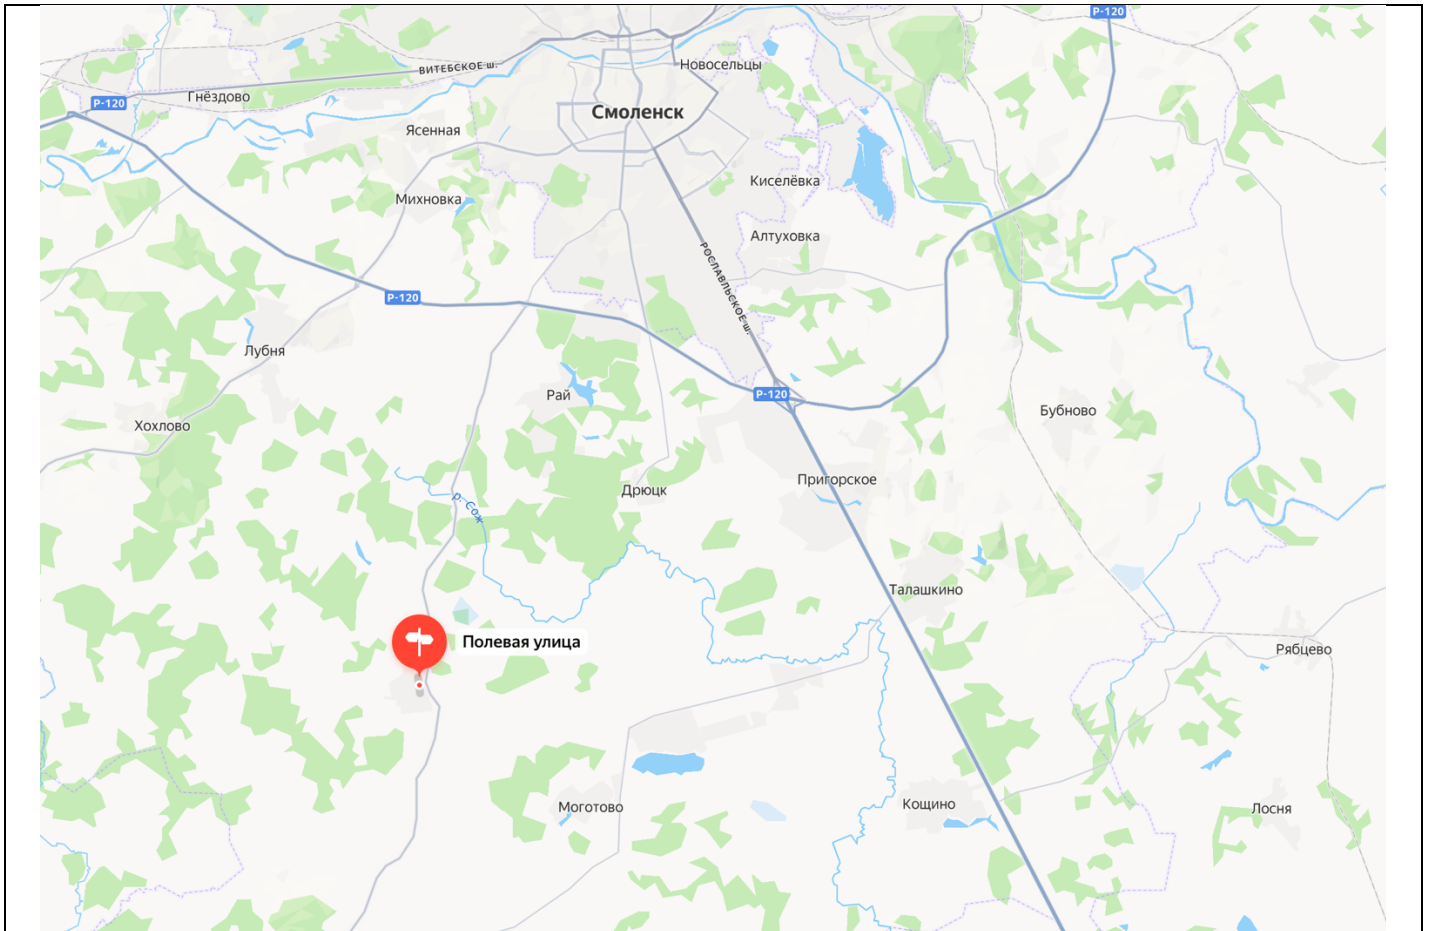 Р-120
Новосельцы
ВИТЕБСКОЕ ш.
Гнёздово
Р-120
Смоленск
Ясенная
Киселёвка
Михновка
Алтуховка
РОСЛАВЛЬСКОЕ ш.
Р-120
Лубня
Рай
Р-120
Бубново
Хохлово
Пригорское
Дрюцк
р. Сож
Талашкино
Полевая улица
Рябцево
Моготово
Кощино
Лосня